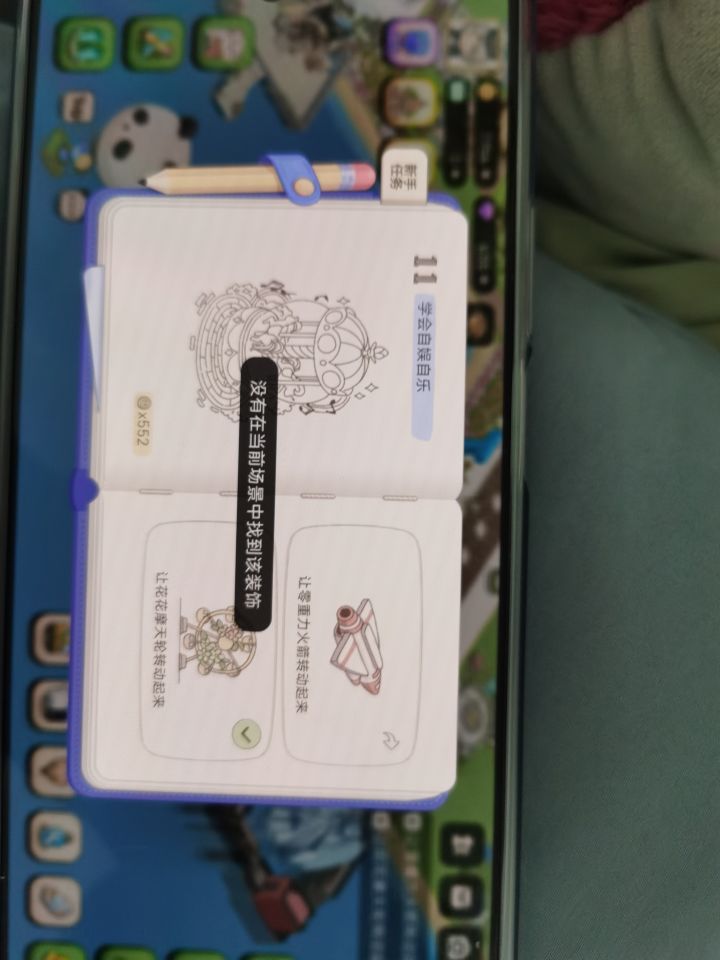 新手
任务
11
学会自娱自乐
x552
没有在当前场景中找到该装饰
让零重力火箭转动起来
让花花摩天轮转动起来